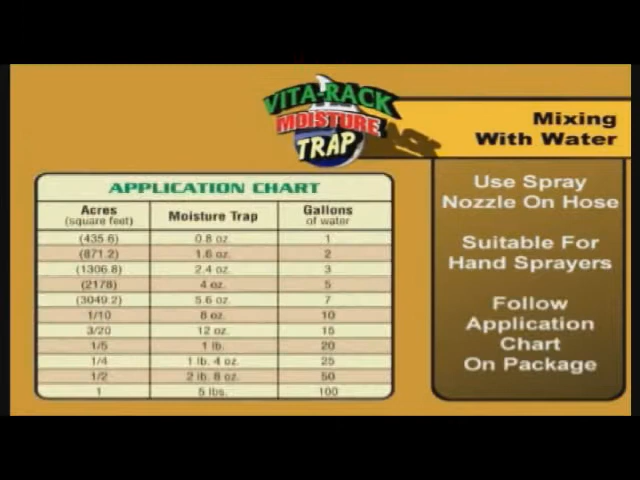 VITA-RACK
MOISTURE
TRAP
Mixing
With Water
APPLICATION CHART
Acres (square feet) Moisture Trap Gallons of water
(435.6) 0.8 oz. 1
(871.2) 1.6 oz. 2
(1306.8) 2.4 oz. 3
(2178) 4 oz. 5
(3049.2) 5.6 oz. 7
1/10 8 oz. 10
3/20 12 oz. 15
1/5 1 lb. 20
1/4 1 lb. 4 oz. 25
1/2 2 lb. 8 oz. 50
1 5 lbs. 100
Use Spray
Nozzle On Hose
Suitable For
Hand Sprayers
Follow
Application
Chart
On Package